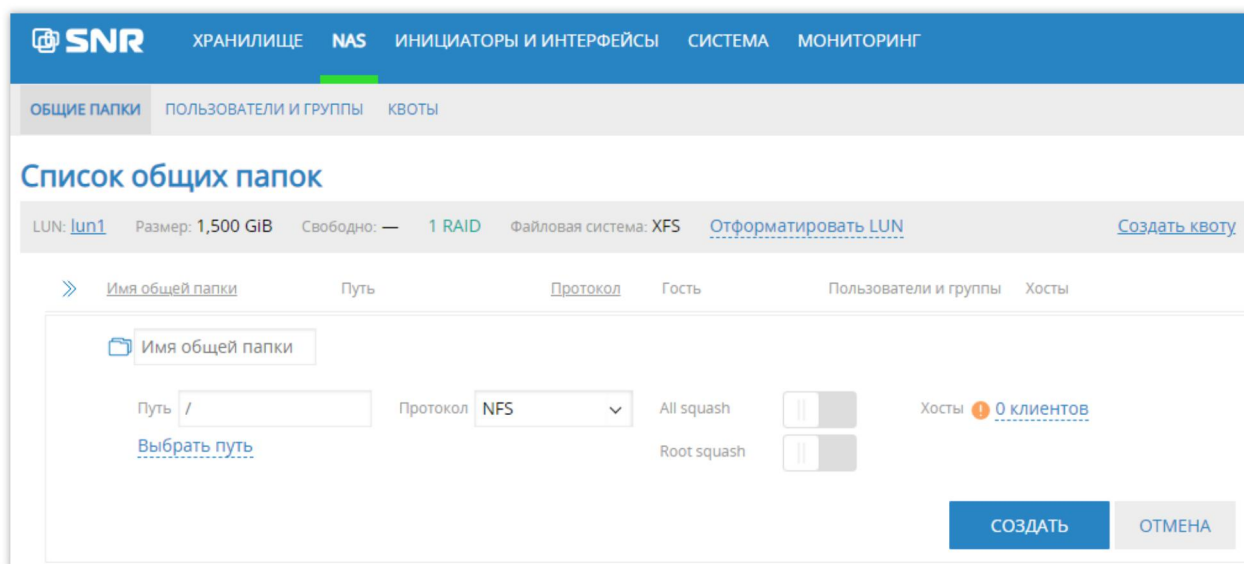 SNR ХРАНИЛИЩЕ NAS ИНИЦИАТОРЫ И ИНТЕРФЕЙСЫ СИСТЕМА МОНИТОРИНГ
ОБЩИЕ ПАПКИ ПОЛЬЗОВАТЕЛИ И ГРУППЫ КВОТЫ
Список общих папок
LUN: lun1 Размер: 1,500 GiB Свободно: — 1 RAID Файловая система: XFS Отформатировать LUN Создать квоту
Имя общей папки Путь Протокол Гость Пользователи и группы Хосты
Имя общей папки
Путь / Протокол NFS All squash Хосты 0 клиентов
Выбрать путь Root squash
СОЗДАТЬ ОТМЕНА